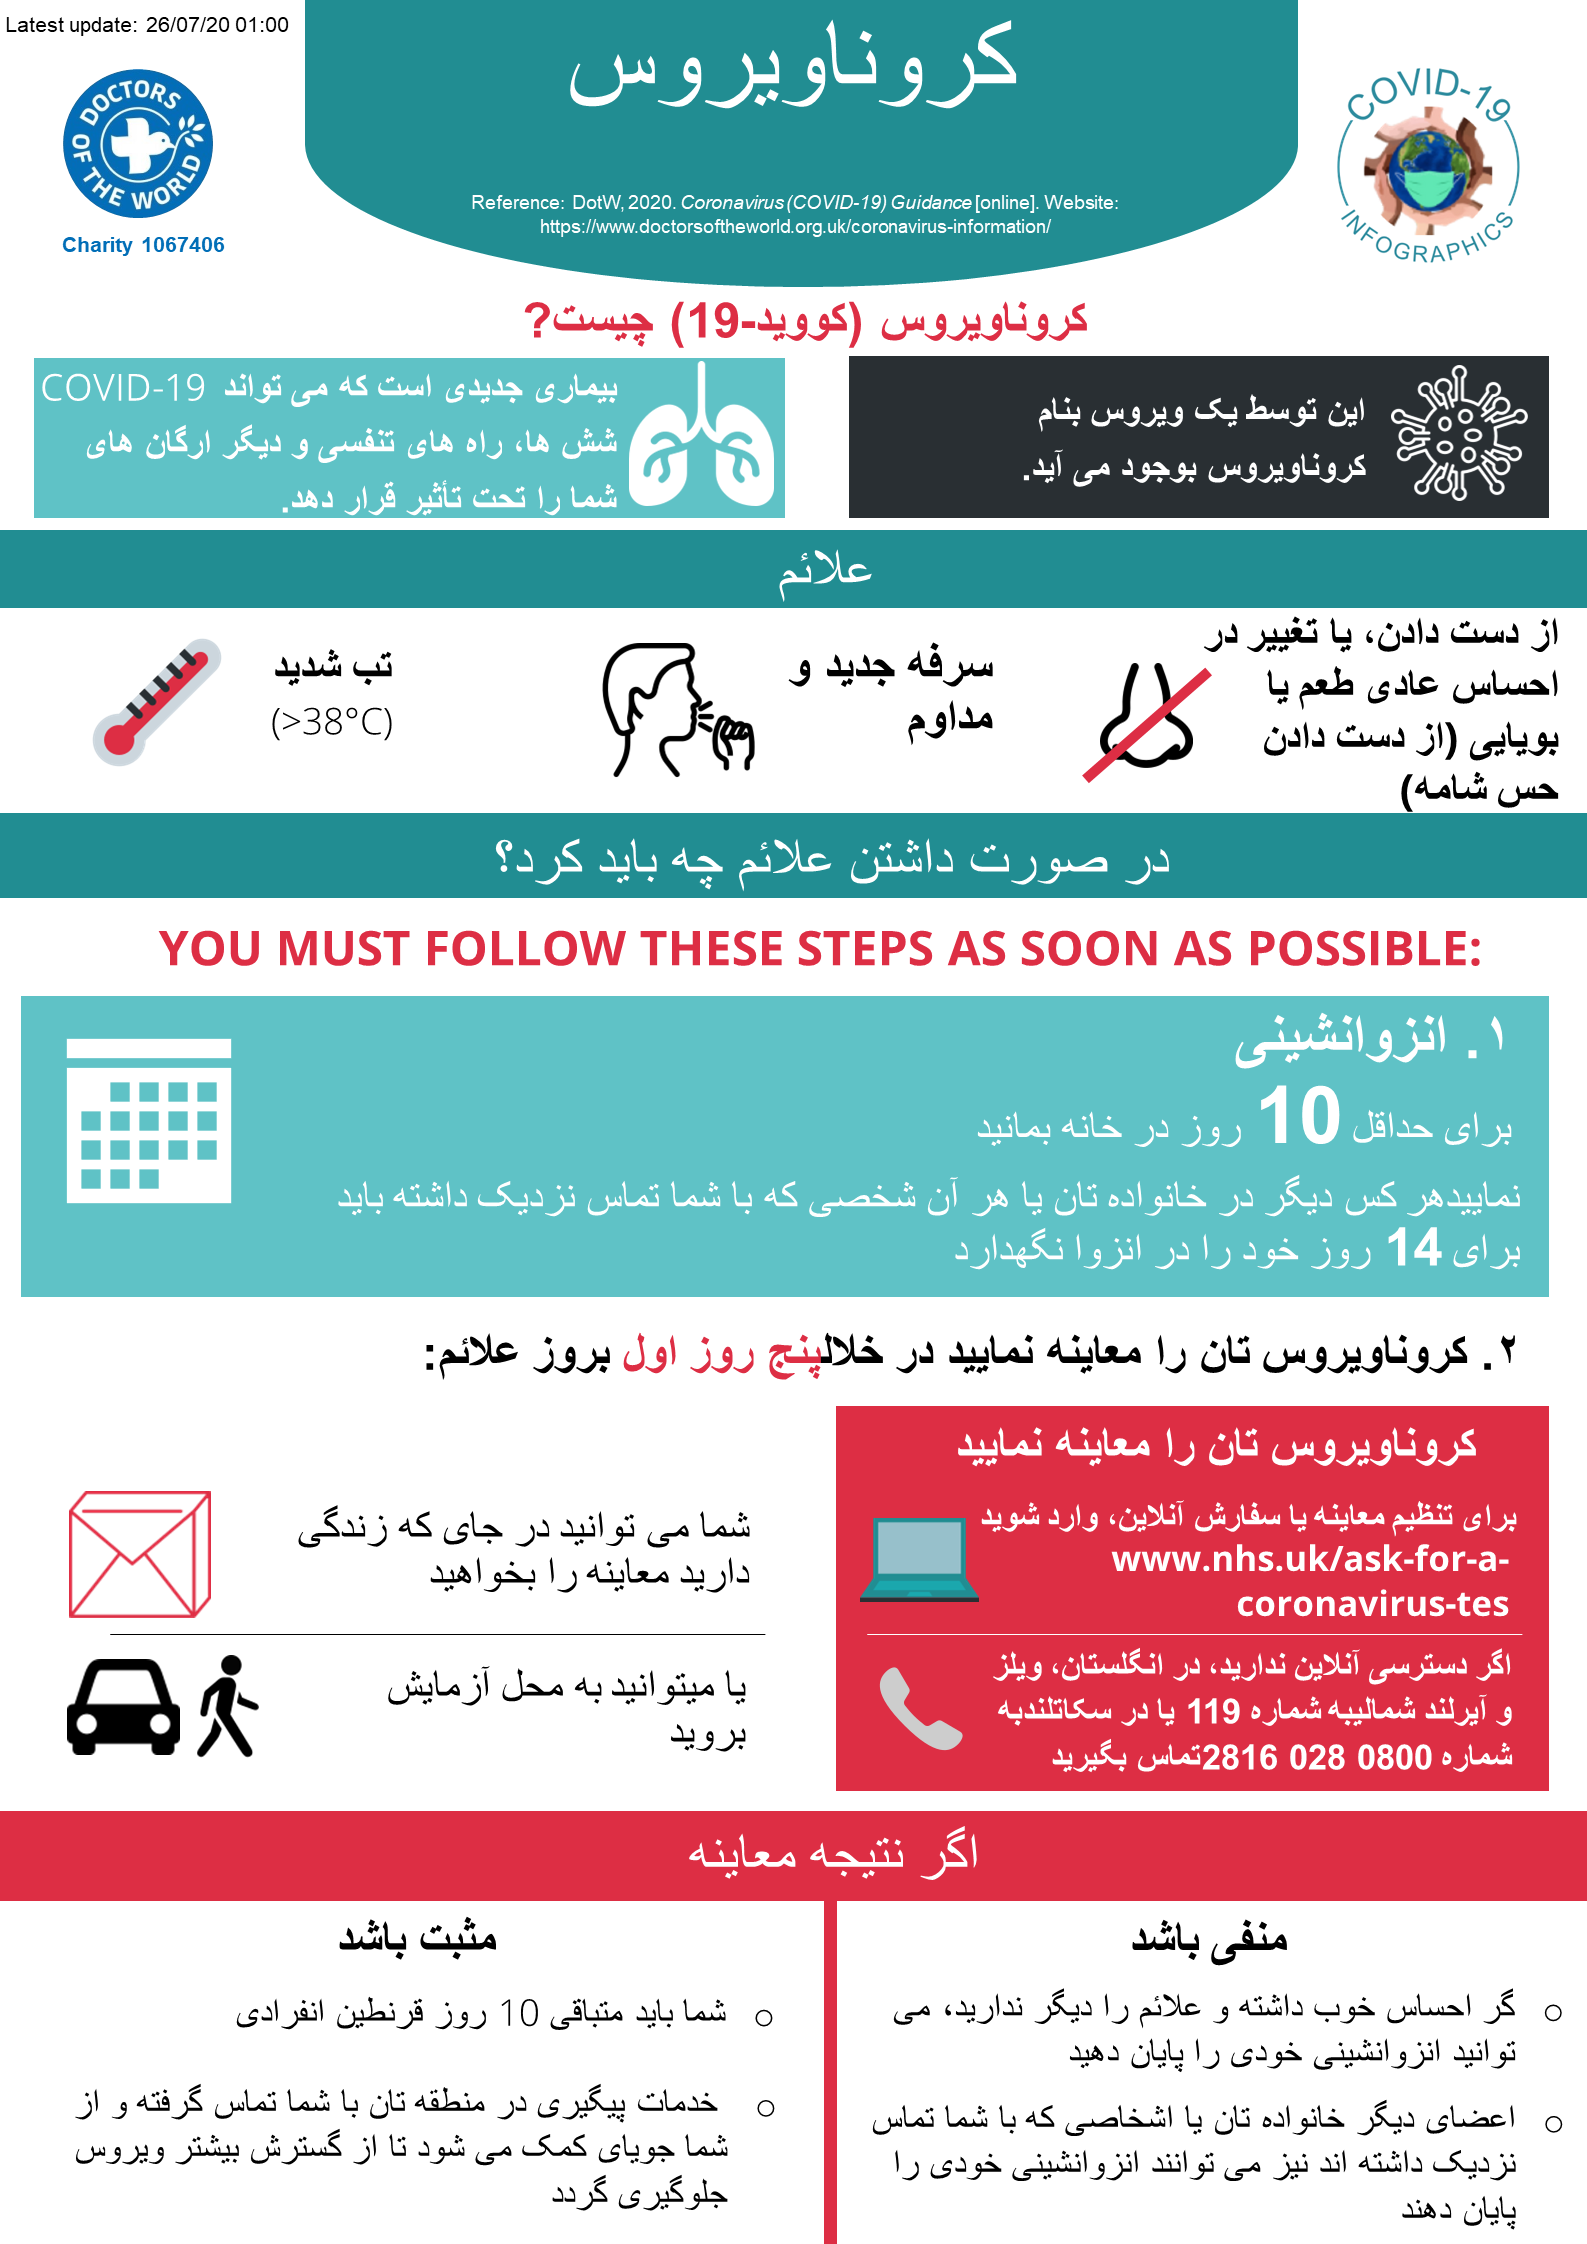 Latest update: 26/07/20 01:00
DOCTORS OF THE WORLD
Charity 1067406
کروناویروس
Reference: DotW, 2020. Coronavirus (COVID-19) Guidance [online]. Website:
https://www.doctorsoftheworld.org.uk/coronavirus-information/
COVID-19
INFOGRAPHICS
کروناویروس (کووید-19) چیست?
این توسط یک ویروس بنام
کروناویروس بوجود می آید.
بیماری جدیدی است که می تواند COVID-19
شش ها، راه های تنفسی و دیگر ارگان های
شما را تحت تأثیر قرار دهد.
علائم
از دست دادن، یا تغییر در
احساس عادی طعم یا
بویایی (از دست دادن
حس شامه)
سرفه جدید و
مداوم
تب شدید
(>38°C)
در صورت داشتن علائم چه باید کرد؟
YOU MUST FOLLOW THESE STEPS AS SOON AS POSSIBLE:
۱. انزوانشینی
برای حداقل 10 روز در خانه بمانید
نماییدهر کس دیگر در خانواده تان یا هر آن شخصی که با شما تماس نزدیک داشته باید
برای 14 روز خود را در انزوا نگهدارد
۲. کروناویروس تان را معاینه نمایید در خلالپنج روز اول بروز علائم:
کروناویروس تان را معاینه نمایید
برای تنظیم معاینه یا سفارش آنلاین، وارد شوید
www.nhs.uk/ask-for-a-
coronavirus-tes
اگر دسترسی آنلاین ندارید، در انگلستان، ویلز
و آیرلند شمالیبه شماره 119 یا در سکاتلندبه
شماره 0800 028 2816تماس بگیرید
شما می توانید در جای که زندگی
دارید معاینه را بخواهید
یا میتوانید به محل آزمایش
بروید
اگر نتیجه معاینه
منفی باشد
o گر احساس خوب داشته و علائم را دیگر ندارید، می
توانید انزوانشینی خودی را پایان دهید
o اعضای دیگر خانواده تان یا اشخاصی که با شما تماس
نزدیک داشته اند نیز می توانند انزوانشینی خودی را
پایان دهند
مثبت باشد
o شما باید متباقی 10 روز قرنطین انفرادی
o خدمات پیگیری در منطقه تان با شما تماس گرفته و از
شما جویای کمک می شود تا از گسترش بیشتر ویروس
جلوگیری گردد